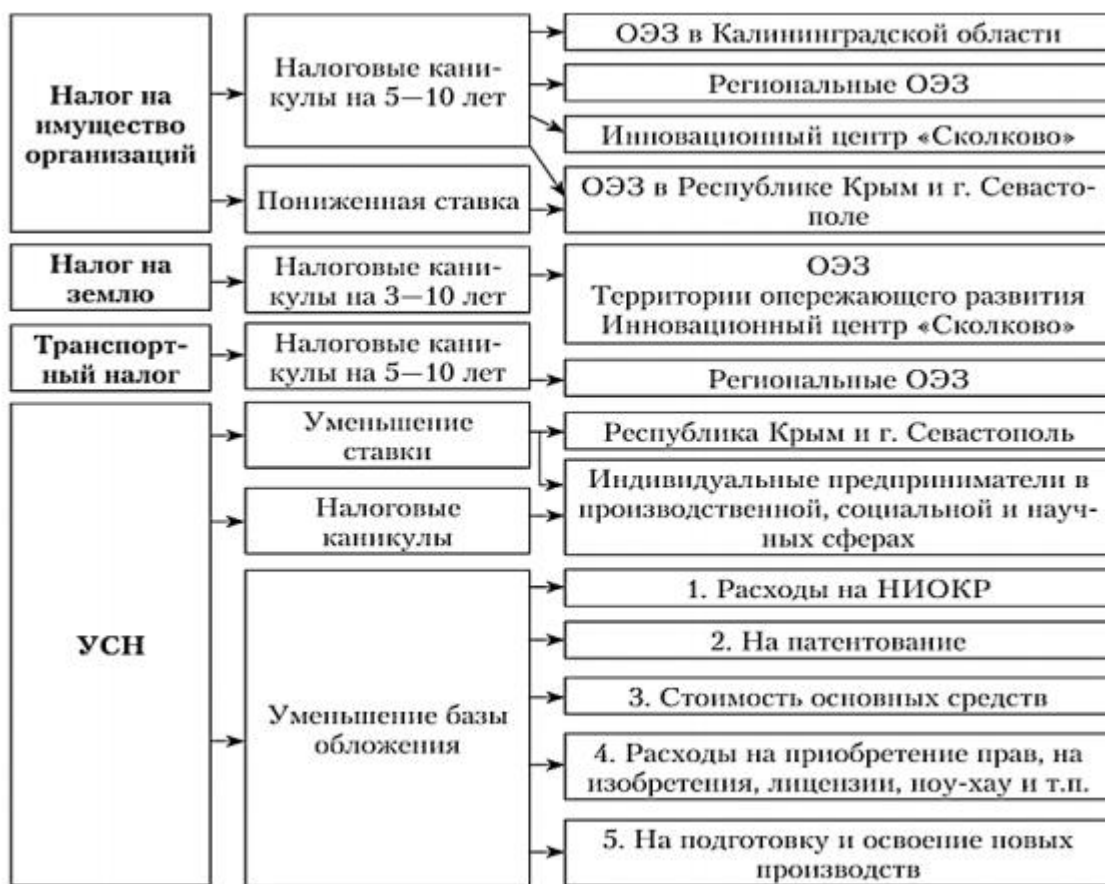 Налог на
имущество
организаций
Налоговые кани-
кулы на 5—10 лет
ОЭЗ в Калининградской области
Региональные ОЭЗ
Инновационный центр «Сколково»
Пониженная ставка
ОЭЗ в Республике Крым и г. Севасто-
поле
Налог на
землю
Налоговые кани-
кулы на 3—10 лет
ОЭЗ
Территории опережающего развития
Инновационный центр «Сколково»
Транспорт-
ный налог
Налоговые кани-
кулы на 5—10 лет
Региональные ОЭЗ
УСН
Уменьшение
ставки
Республика Крым и г. Севастополь
Индивидуальные предприниматели в
производственной, социальной и науч-
ных сферах
Налоговые
каникулы
Уменьшение базы
обложения
1. Расходы на НИОКР
2. На патентование
3. Стоимость основных средств
4. Расходы на приобретение прав, на
изобретения, лицензии, ноу-хау и т.п.
5. На подготовку и освоение новых
производств